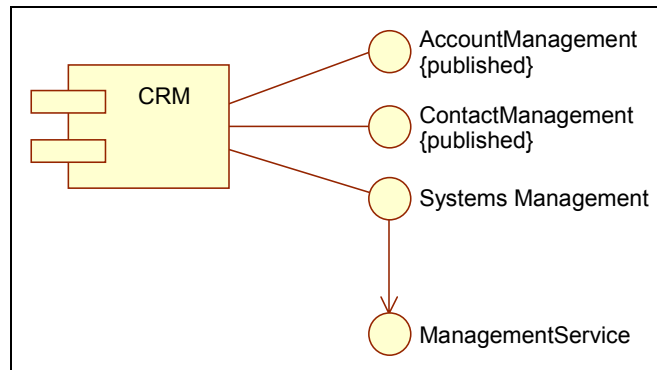 AccountManagement
{published}
CRM
ContactManagement
{published}
Systems Management
ManagementService